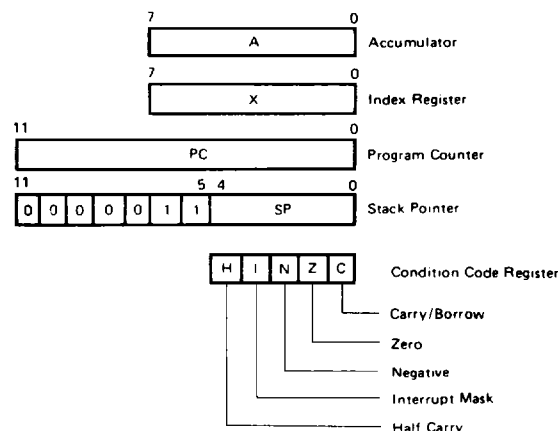 7 0
A Accumulator
7 0
X Index Register
11 0
PC Program Counter
11 5 4 0
0 0 0 0 0 1 1 SP Stack Pointer
H I N Z C Condition Code Register
Carry/Borrow
Zero
Negative
Interrupt Mask
Half Carry